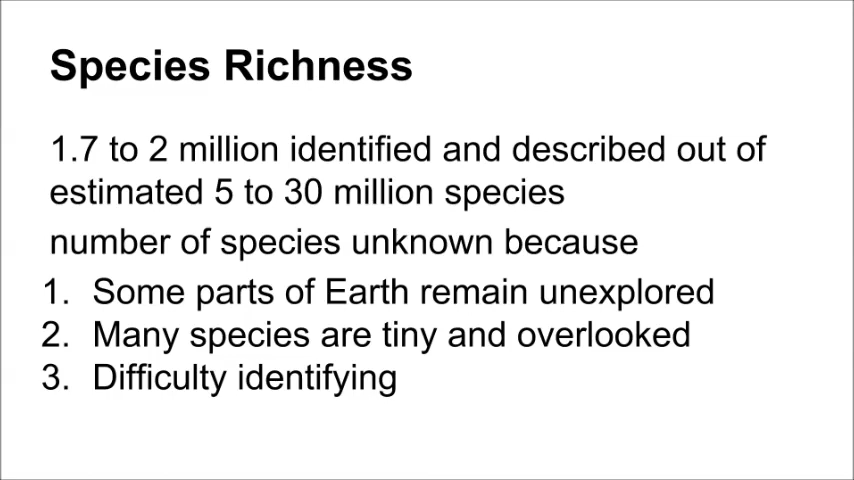 Species Richness
1.7 to 2 million identified and described out of
estimated 5 to 30 million species
number of species unknown because
1. Some parts of Earth remain unexplored
2. Many species are tiny and overlooked
3. Difficulty identifying